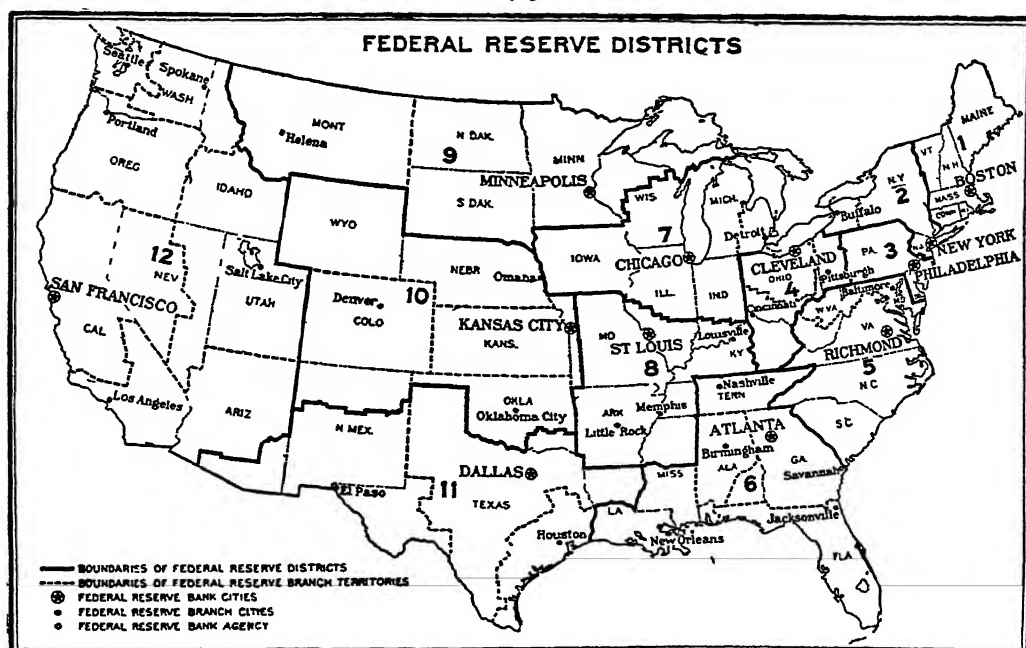 FEDERAL RESERVE DISTRICTS
Seattle
Spokane
WASH
Portland
OREG
IDAHO
MONT
Helena
WYO
9
N DAK.
S DAK.
MINN
MINNEAPOLIS
WIS
7
MICH.
Detroit
CHICAGO
IOWA
ILL
IND
CLEVELAND
OHIO
4
Cincinnati
Pittsburgh
PA.
3
Buffalo
N.Y
2
VT
N.H
MAINE
1
MASS
CONN
BOSTON
NEW YORK
N.J.
PHILADELPHIA
Baltimore
W VA
VA
RICHMOND
5
N C
S C
12
NEV
SAN FRANCISCO
CAL
Los Angeles
Salt Lake City
UTAH
ARIZ
Denver
COLO
10
NEBR
Omaha
KANSAS CITY
KANS.
MO
ST LOUIS
8
Louisville
KY
Nashville
TERN
Memphis
ARK
Little Rock
OKLA
Oklahoma City
N MEX.
El Paso
11
DALLAS
TEXAS
Houston
LA
New Orleans
MISS
ATLANTA
Birmingham
ALA
6
GA
Savannah
Jacksonville
FLA
BOUNDARIES OF FEDERAL RESERVE DISTRICTS
BOUNDARIES OF FEDERAL RESERVE BRANCH TERRITORIES
FEDERAL RESERVE BANK CITIES
FEDERAL RESERVE BRANCH CITIES
FEDERAL RESERVE BANK AGENCY